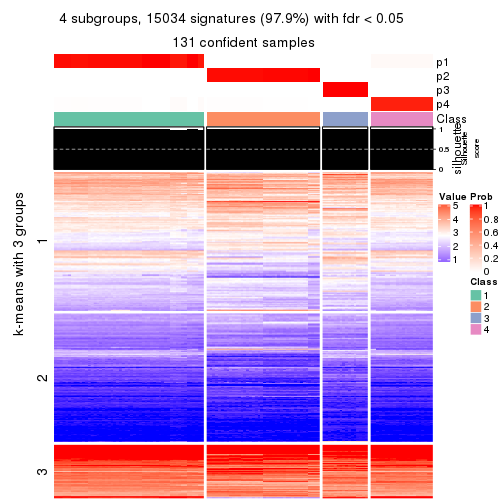 4 subgroups, 15034 signatures (97.9%) with fdr < 0.05
131 confident samples
p1
p2
p3
p4
Class
1
0.5
0
silhouette
Silhouette
score
k-means with 3 groups
1
2
3
Value
5
4
3
2
1
Prob
1
0.8
0.6
0.4
0.2
0
Class
1
2
3
4